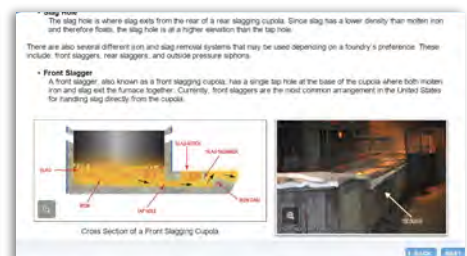 • Slag Hole
The slag hole is where slag exits from the rear of a rear slagging cupola. Since slag has a lower density than molten iron
and therefore floats, the slag hole is at a higher elevation than the tap hole.
There are also several different iron and slag removal systems that may be used depending on a foundry's preference. These
include: front slaggers, rear slaggers, and outside pressure siphons.
• Front Slagger
A front slagger, also known as a front slagging cupola, has a single tap hole at the base of the cupola where both molten
iron and slag exit the furnace together. Currently, front slaggers are the most common arrangement in the United States
for handling slag directly from the cupola.
SLAG
IRON
TAP HOLE
SLAG SKIMMER
IRON DAM
Cross Section of a Front Slagging Cupola
BACK NEXT